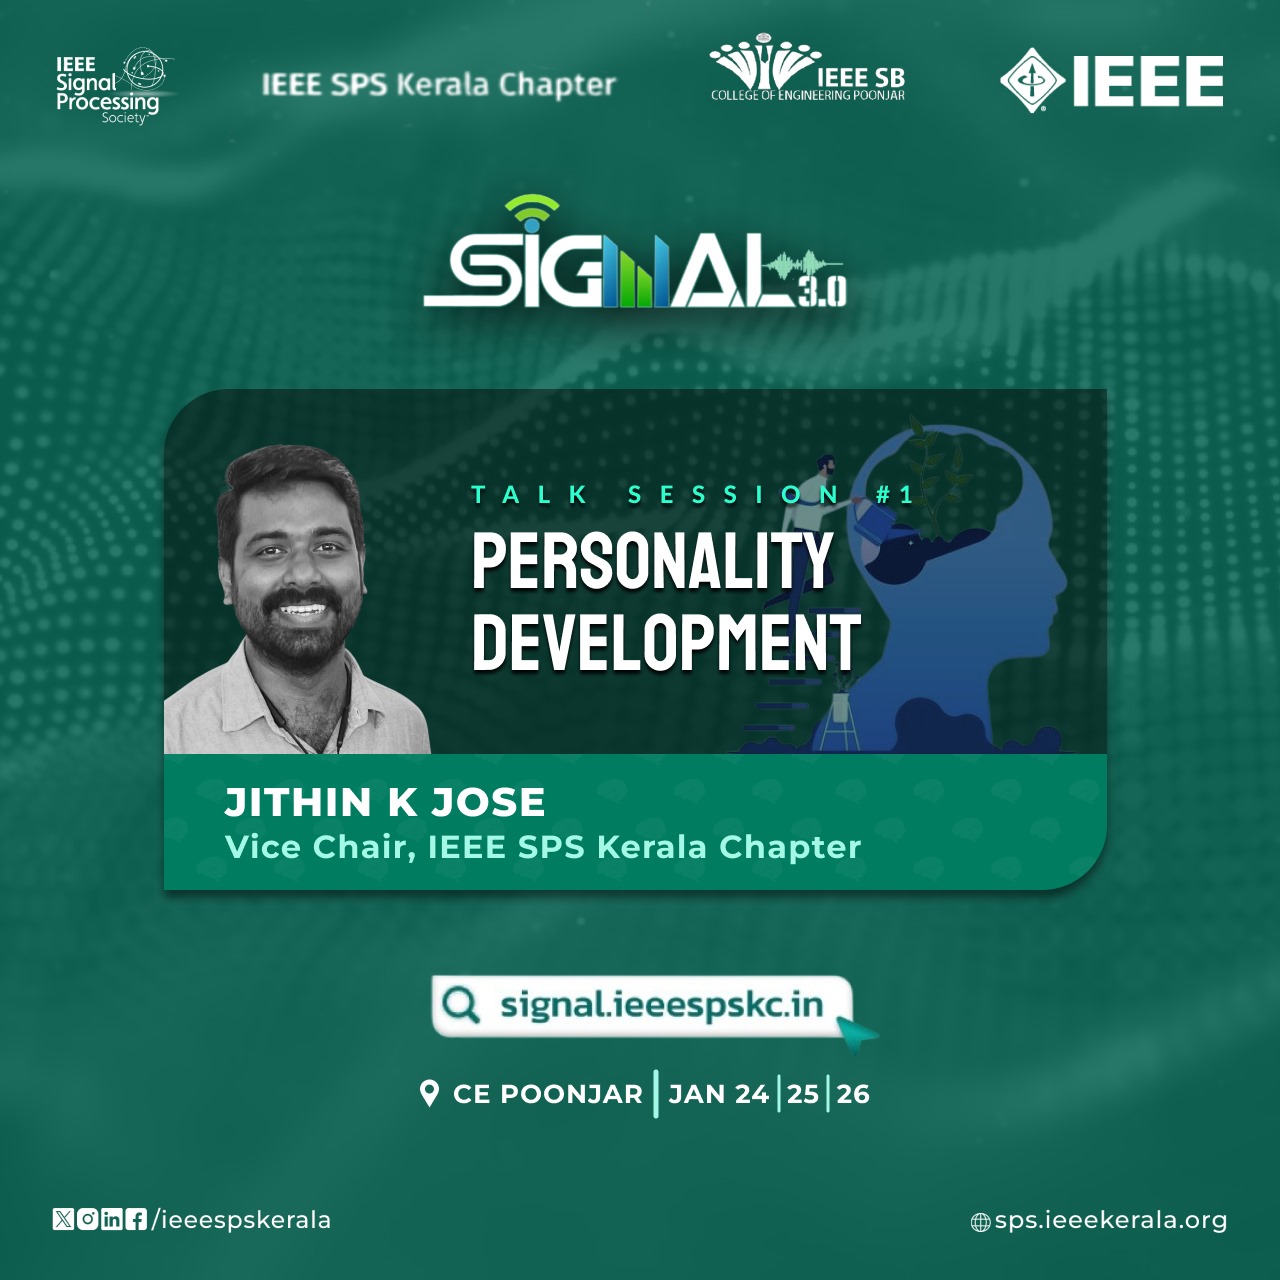 IEEE
Signal
Processing
Society
IEEE SPS Kerala Chapter
IEEE SB
COLLEGE OF ENGINEERING POONJAR
IEEE
SIGNAL
3.0
TALK SESSION #1
PERSONALITY
DEVELOPMENT
JITHIN K JOSE
Vice Chair, IEEE SPS Kerala Chapter
signal.ieeespskc.in
CE POONJAR | JAN 24 | 25 | 26
/ieeespskerala
sps.ieeekerala.org